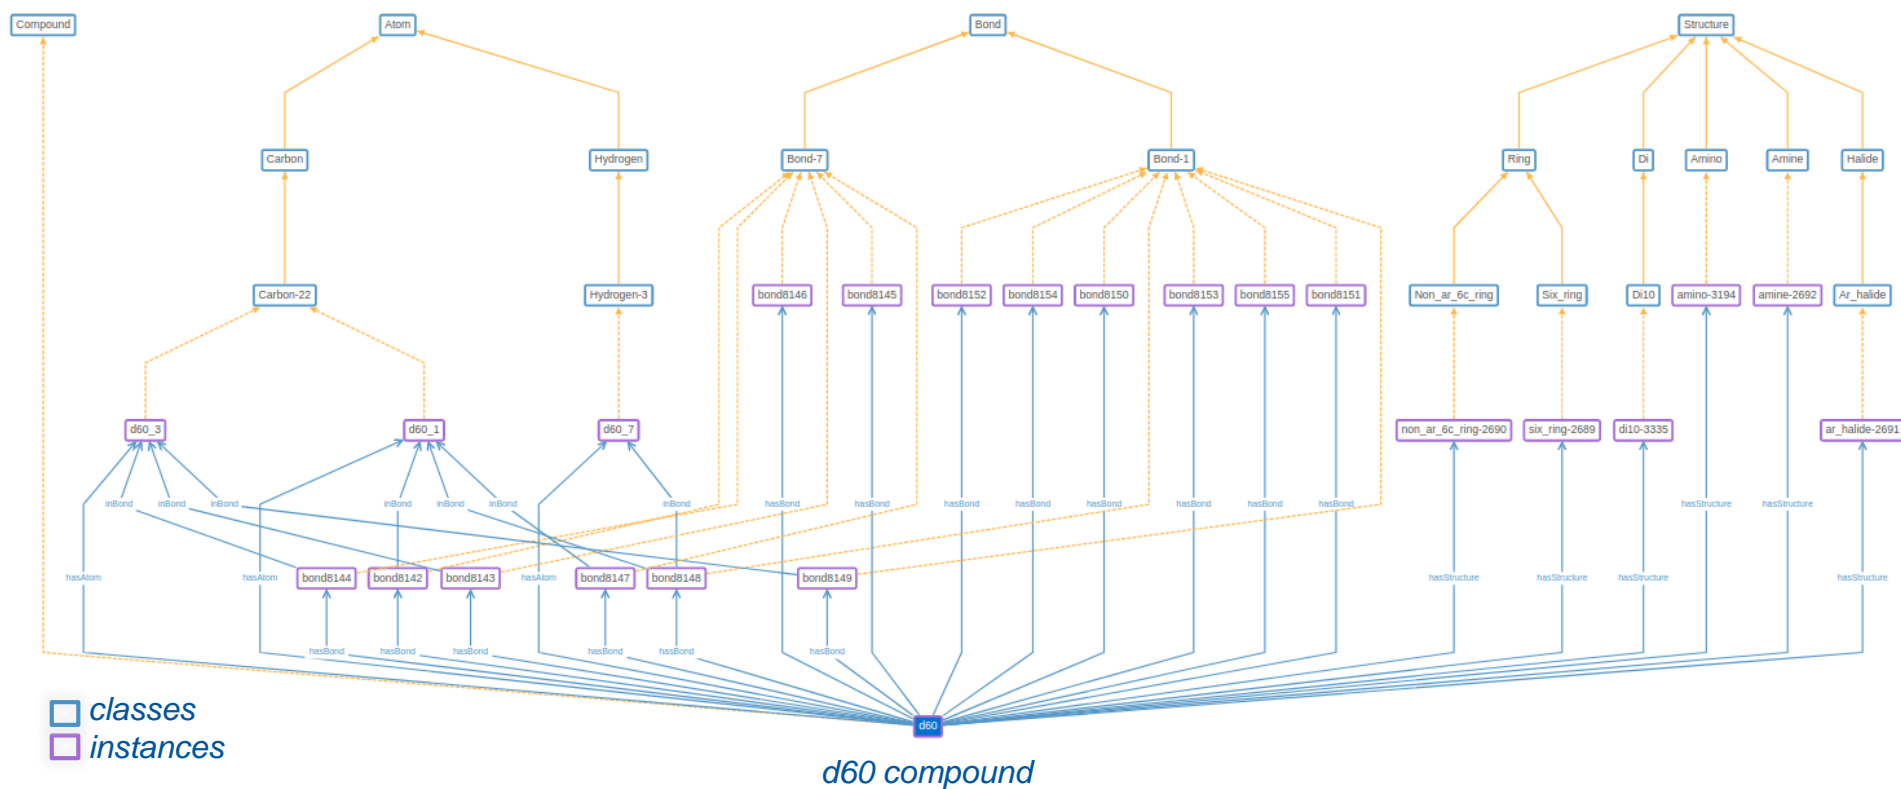 Compound
Atom
Bond
Structure
Carbon
Hydrogen
Bond-7
Bond-1
Ring
Di
Amino
Amine
Halide
Carbon-22
Hydrogen-3
bond8146
bond8145
bond8152
bond8154
bond8150
bond8153
bond8155
bond8151
Non_ar_6c_ring
Six_ring
Di10
amino-3194
amine-2692
Ar_halide
d60_3
d60_1
d60_7
non_ar_6c_ring-2690
six_ring-2689
di10-3335
ar_halide-2691
inBond
inBond
inBond
inBond
inBond
inBond
inBond
hasBond
hasBond
hasBond
hasBond
hasBond
hasBond
hasBond
hasBond
hasStructure
hasStructure
hasAtom
hasAtom
bond8144
bond8142
bond8143
hasAtom
bond8147
bond8148
bond8149
hasStructure
hasStructure
hasStructure
hasStructure
hasBond
hasBond
hasBond
hasBond
hasBond
hasBond
classes
instances
d60
d60 compound